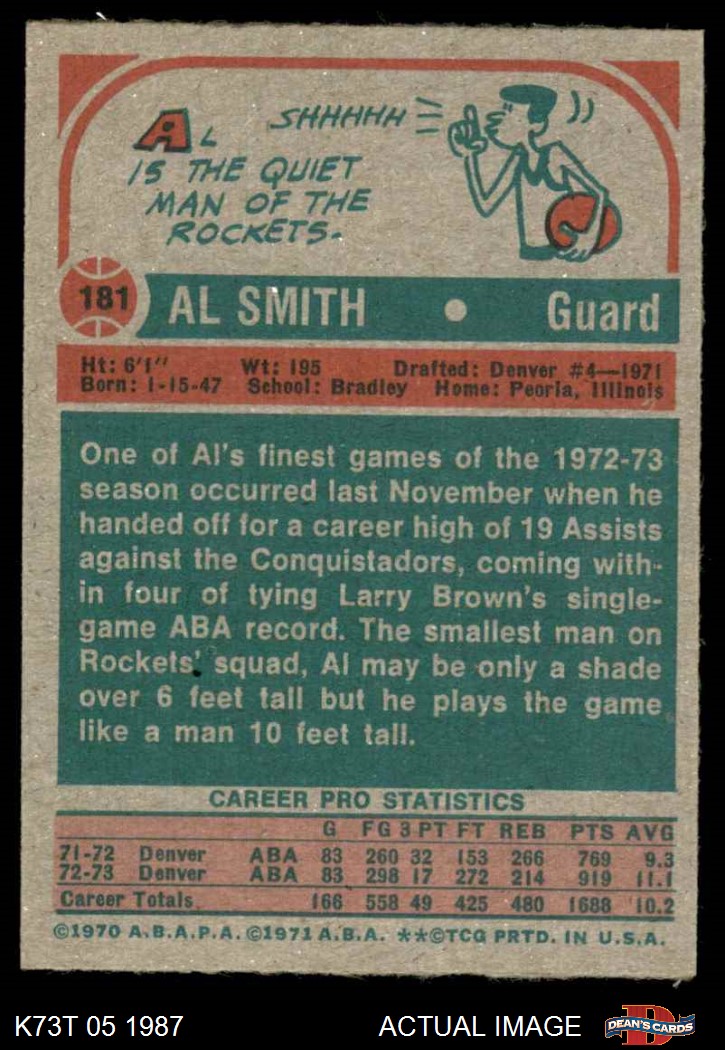 AL SHHHHH
IS THE QUIET
MAN OF THE
ROCKETS.
181 AL SMITH • Guard
Ht: 6'1" Wt: 195 Drafted: Denver #4—1971
Born: 1-15-47 School: Bradley Home: Peoria, Illinois
One of Al's finest games of the 1972-73
season occurred last November when he
handed off for a career high of 19 Assists
against the Conquistadors, coming with-
in four of tying Larry Brown's single-
game ABA record. The smallest man on
Rockets' squad, Al may be only a shade
over 6 feet tall but he plays the game
like a man 10 feet tall.
CAREER PRO STATISTICS
G FG 3 PT FT REB PTS AVG
71-72 Denver ABA 83 260 32 153 266 769 9.3
72-73 Denver ABA 83 298 17 272 214 919 11.1
Career Totals 166 558 49 425 480 1688 10.2
©1970 A.B.A.P.A. ©1971 A.B.A. **©TCG PRTD. IN U.S.A.
K73T 05 1987 ACTUAL IMAGE D DEAN'S CARDS